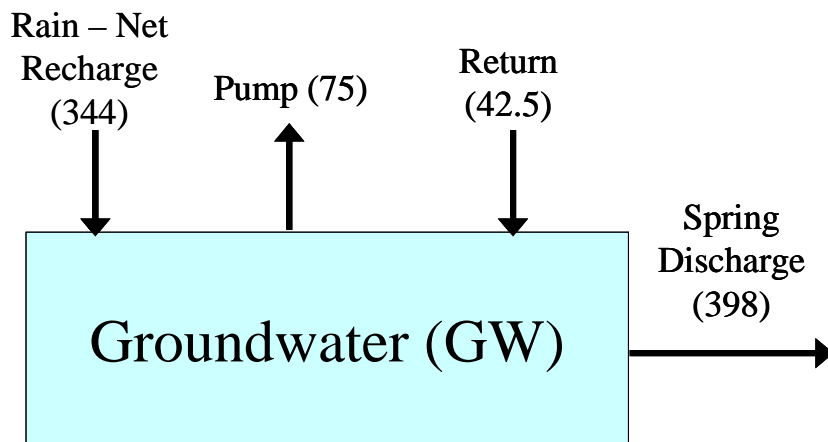 Rain – Net
Recharge
(344)
Pump (75)
Return
(42.5)
Spring
Discharge
(398)
Groundwater (GW)